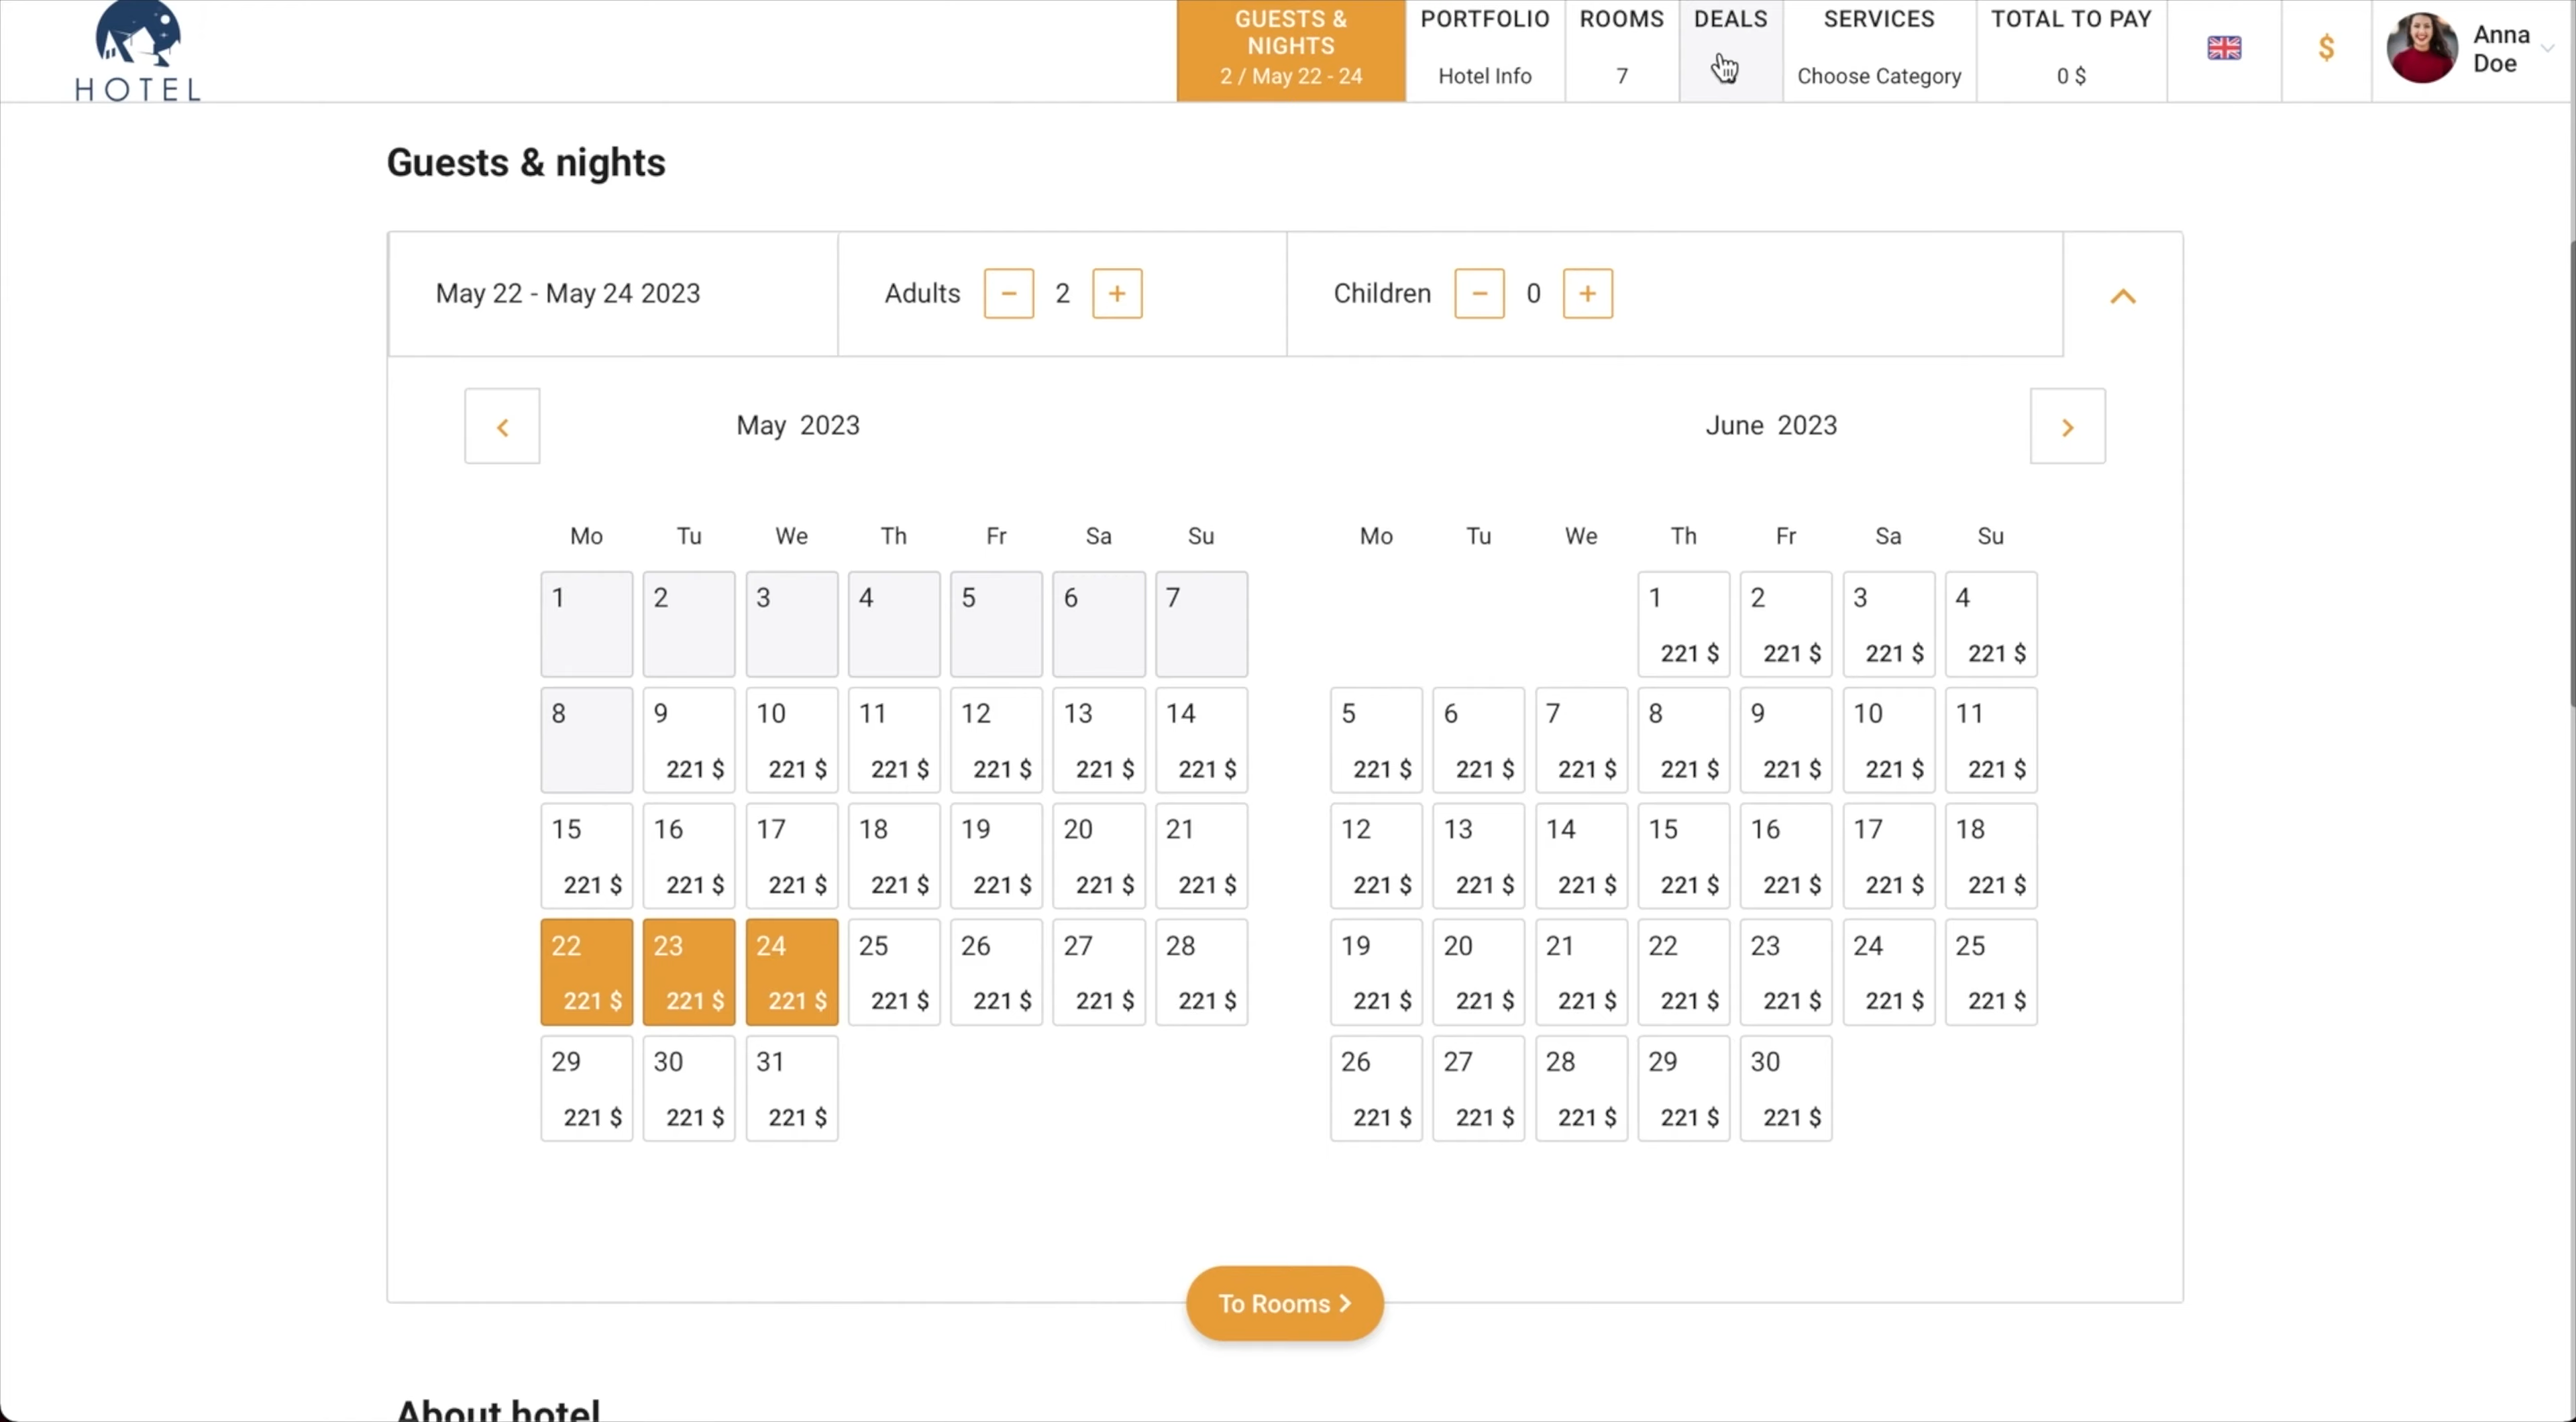 HOTEL
GUESTS &
NIGHTS
2 / May 22 - 24
PORTFOLIO
Hotel Info
ROOMS
7
DEALS
SERVICES
Choose Category
TOTAL TO PAY
0 $
$
Anna
Doe
Guests & nights
May 22 - May 24 2023
Adults - 2 +
Children - 0 +
May 2023
Mo Tu We Th Fr Sa Su
1 2 3 4 5 6 7
8 9 10 11 12 13 14
221 $ 221 $ 221 $ 221 $ 221 $ 221 $
15 16 17 18 19 20 21
221 $ 221 $ 221 $ 221 $ 221 $ 221 $ 221 $
22 23 24 25 26 27 28
221 $ 221 $ 221 $ 221 $ 221 $ 221 $ 221 $
29 30 31
221 $ 221 $ 221 $
June 2023
Mo Tu We Th Fr Sa Su
1 2 3 4
221 $ 221 $ 221 $ 221 $
5 6 7 8 9 10 11
221 $ 221 $ 221 $ 221 $ 221 $ 221 $ 221 $
12 13 14 15 16 17 18
221 $ 221 $ 221 $ 221 $ 221 $ 221 $ 221 $
19 20 21 22 23 24 25
221 $ 221 $ 221 $ 221 $ 221 $ 221 $ 221 $
26 27 28 29 30
221 $ 221 $ 221 $ 221 $ 221 $
To Rooms >
About hotel